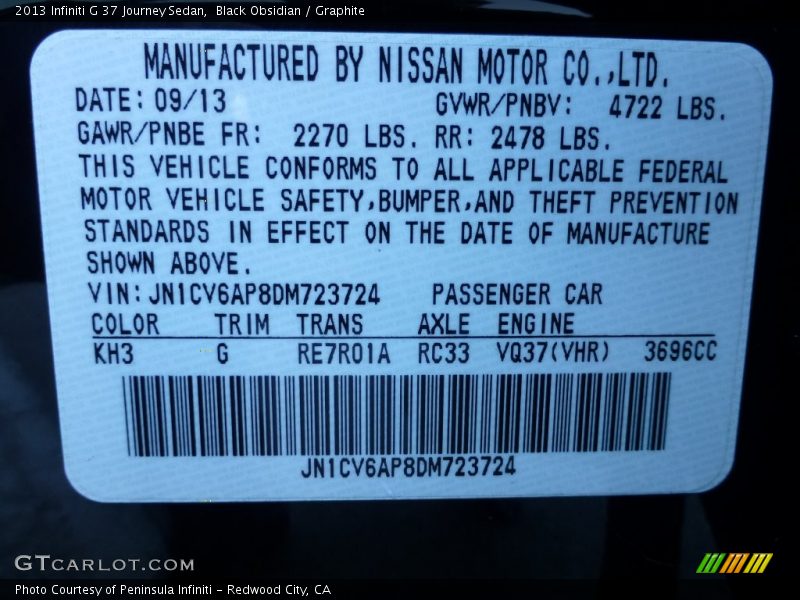 2013 Infiniti G 37 Journey Sedan, Black Obsidian / Graphite
MANUFACTURED BY NISSAN MOTOR CO.,LTD.
DATE: 09/13 GVWR/PNBV: 4722 LBS.
GAWR/PNBE FR: 2270 LBS. RR: 2478 LBS.
THIS VEHICLE CONFORMS TO ALL APPLICABLE FEDERAL
MOTOR VEHICLE SAFETY,BUMPER,AND THEFT PREVENTION
STANDARDS IN EFFECT ON THE DATE OF MANUFACTURE
SHOWN ABOVE.
VIN: JN1CV6AP8DM723724 PASSENGER CAR
COLOR TRIM TRANS AXLE ENGINE
KH3 G RE7R01A RC33 VQ37(VHR) 3696CC
JN1CV6AP8DM723724
GTCARLOT.COM
Photo Courtesy of Peninsula Infiniti - Redwood City, CA